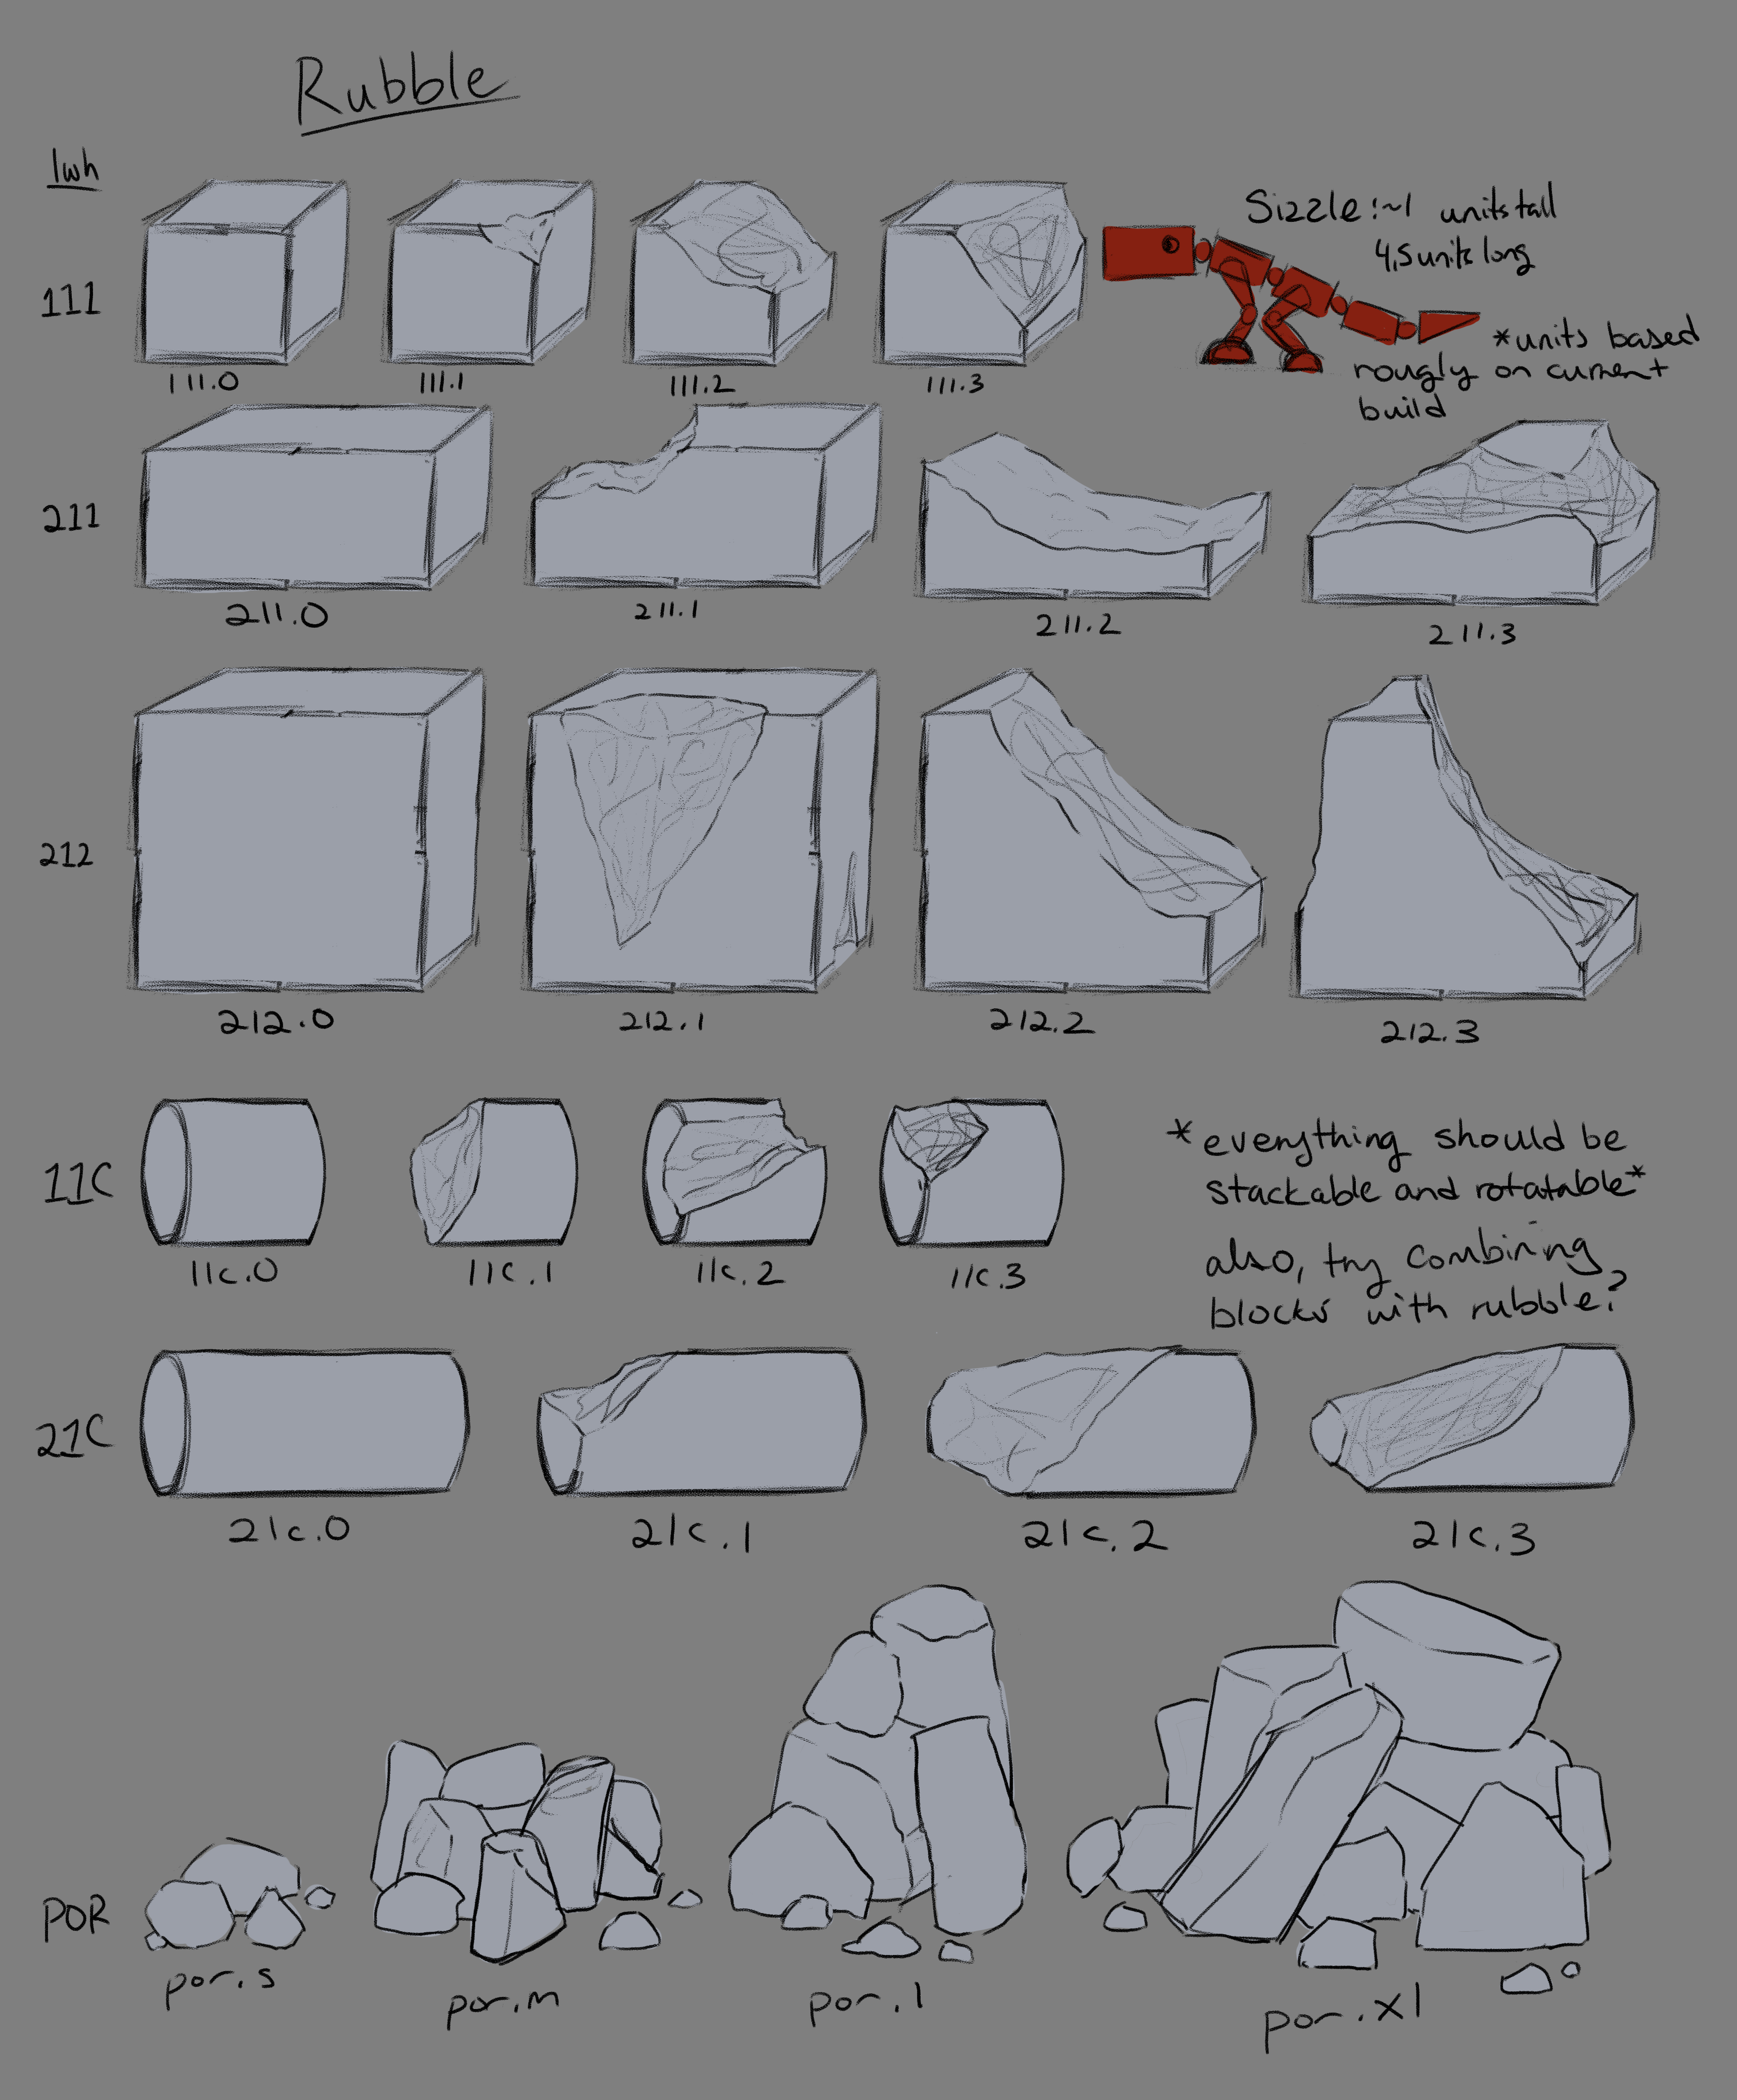 Rubble
lwh
Sizzle: ~1 units tall
4.5 units long
*units based
rougly on current
build
111
111.0
111.1
111.2
111.3
211
211.0
211.1
211.2
211.3
212
212.0
212.1
212.2
212.3
11C
11c.0
11c.1
11c.2
11c.3
*everything should be
stackable and rotatable*
also, try combining
blocks with rubble?
21C
21c.0
21c.1
21c.2
21c.3
POR
por.s
por.m
por.l
por.xl